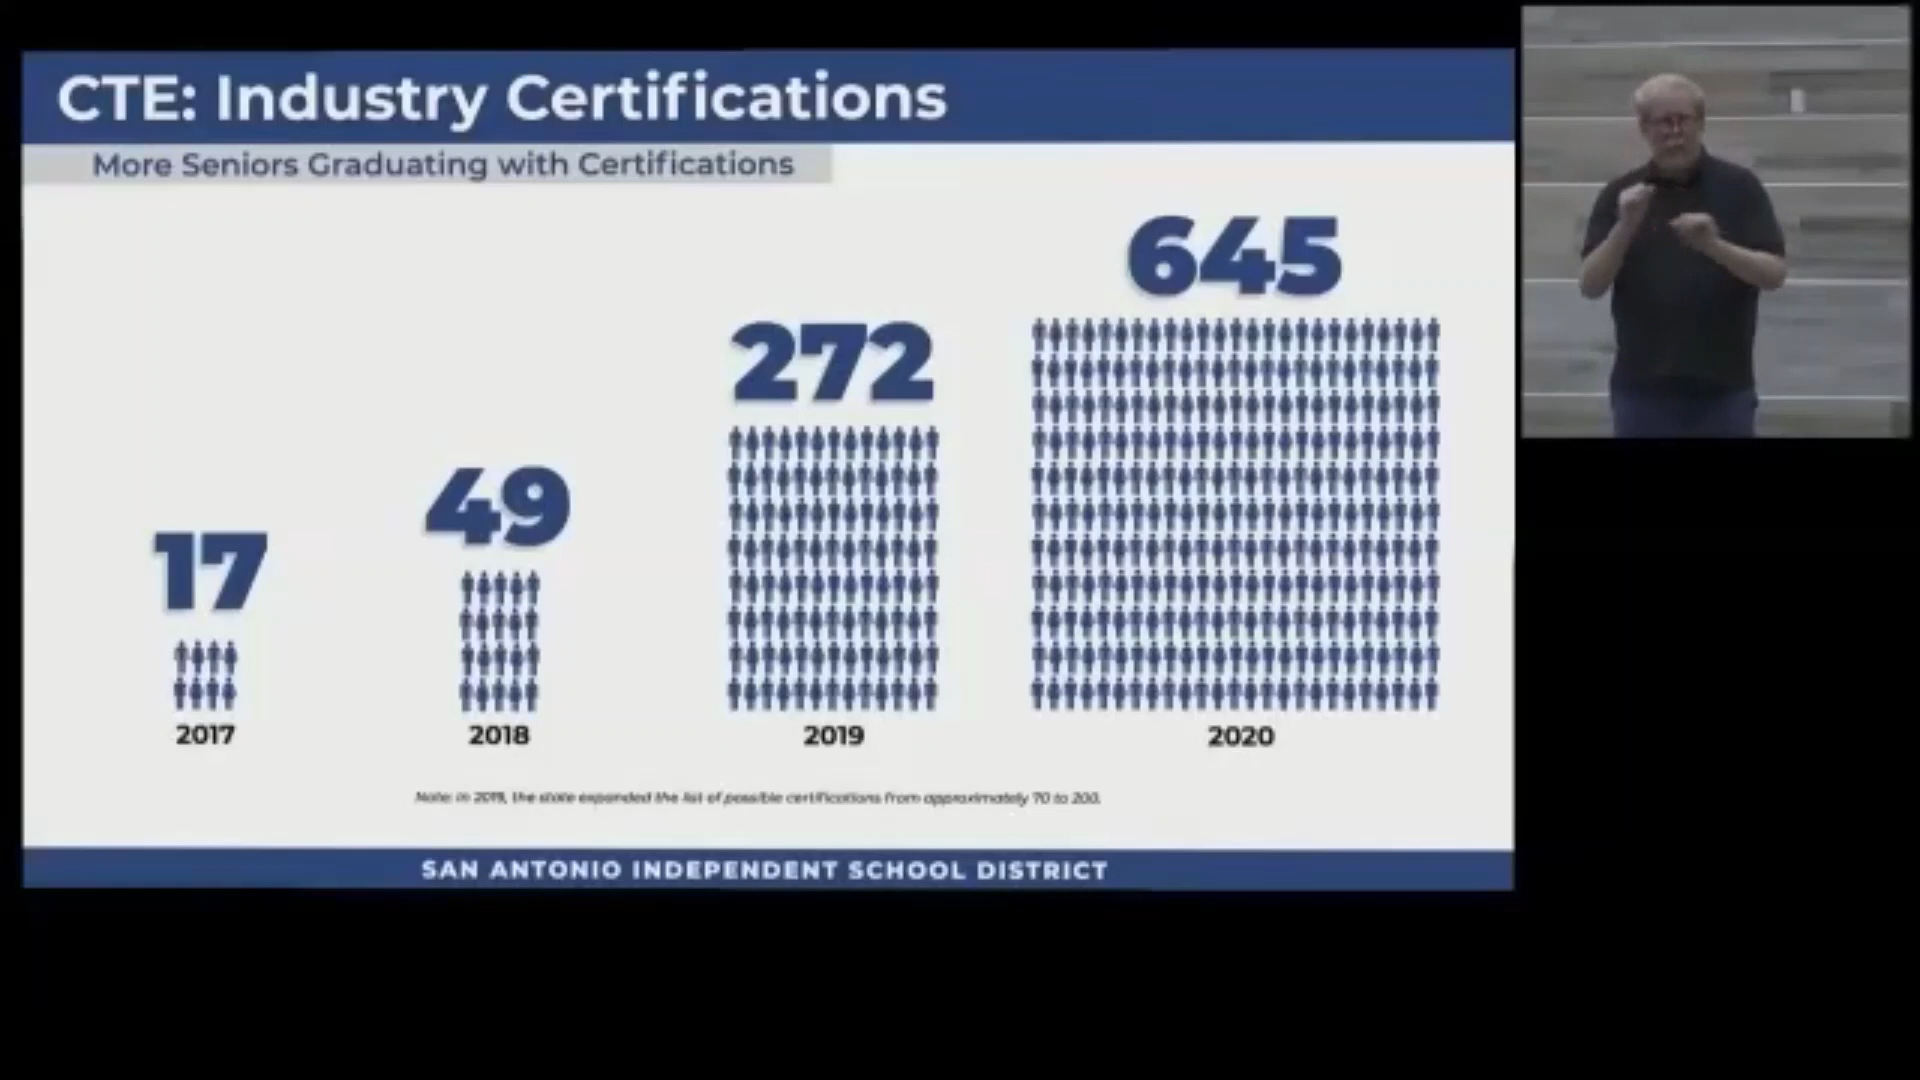 CTE: Industry Certifications
More Seniors Graduating with Certifications
17
49
272
645
2017
2018
2019
2020
Note: In 2019, the state expanded the list of possible certifications from approximately 70 to 200.
SAN ANTONIO INDEPENDENT SCHOOL DISTRICT